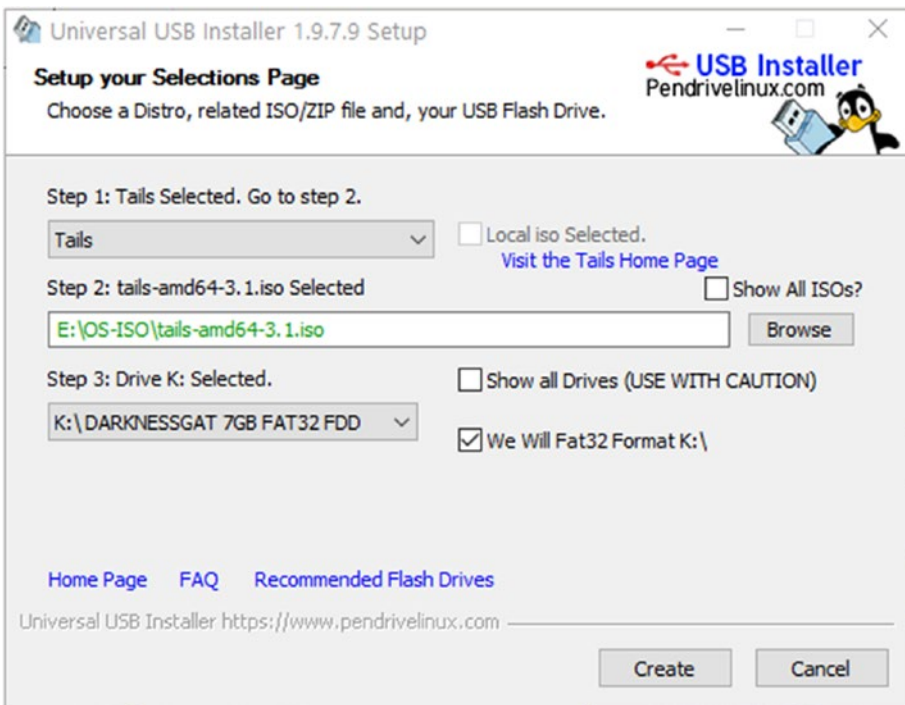 Universal USB Installer 1.9.7.9 Setup
Setup your Selections Page
Choose a Distro, related ISO/ZIP file and, your USB Flash Drive.
USB Installer
Pendrivelinux.com
Step 1: Tails Selected. Go to step 2.
Tails
Local iso Selected.
Visit the Tails Home Page
Step 2: tails-amd64-3.1.iso Selected
Show All ISOs?
E:\OS-ISO\tails-amd64-3.1.iso
Browse
Step 3: Drive K: Selected.
Show all Drives (USE WITH CAUTION)
K:\ DARKNESSGAT 7GB FAT32 FDD
We Will Fat32 Format K:\
Home Page FAQ Recommended Flash Drives
Universal USB Installer https://www.pendrivelinux.com
Create Cancel